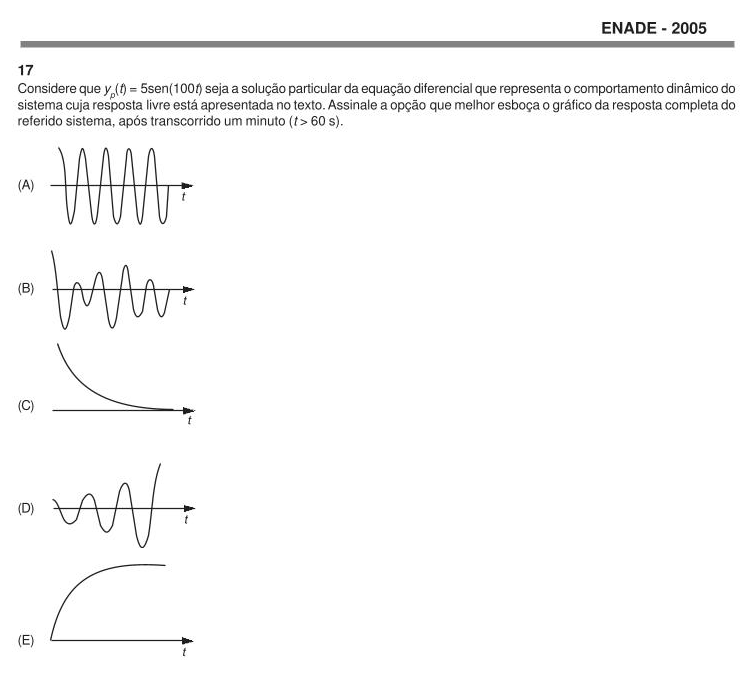 ENADE - 2005
17
Considere que yp(t) = 5sen(100t) seja a solução particular da equação diferencial que representa o comportamento dinâmico do
sistema cuja resposta livre está apresentada no texto. Assinale a opção que melhor esboça o gráfico da resposta completa do
referido sistema, após transcorrido um minuto (t > 60 s).
(A)
t
(B)
t
(C)
t
(D)
t
(E)
t